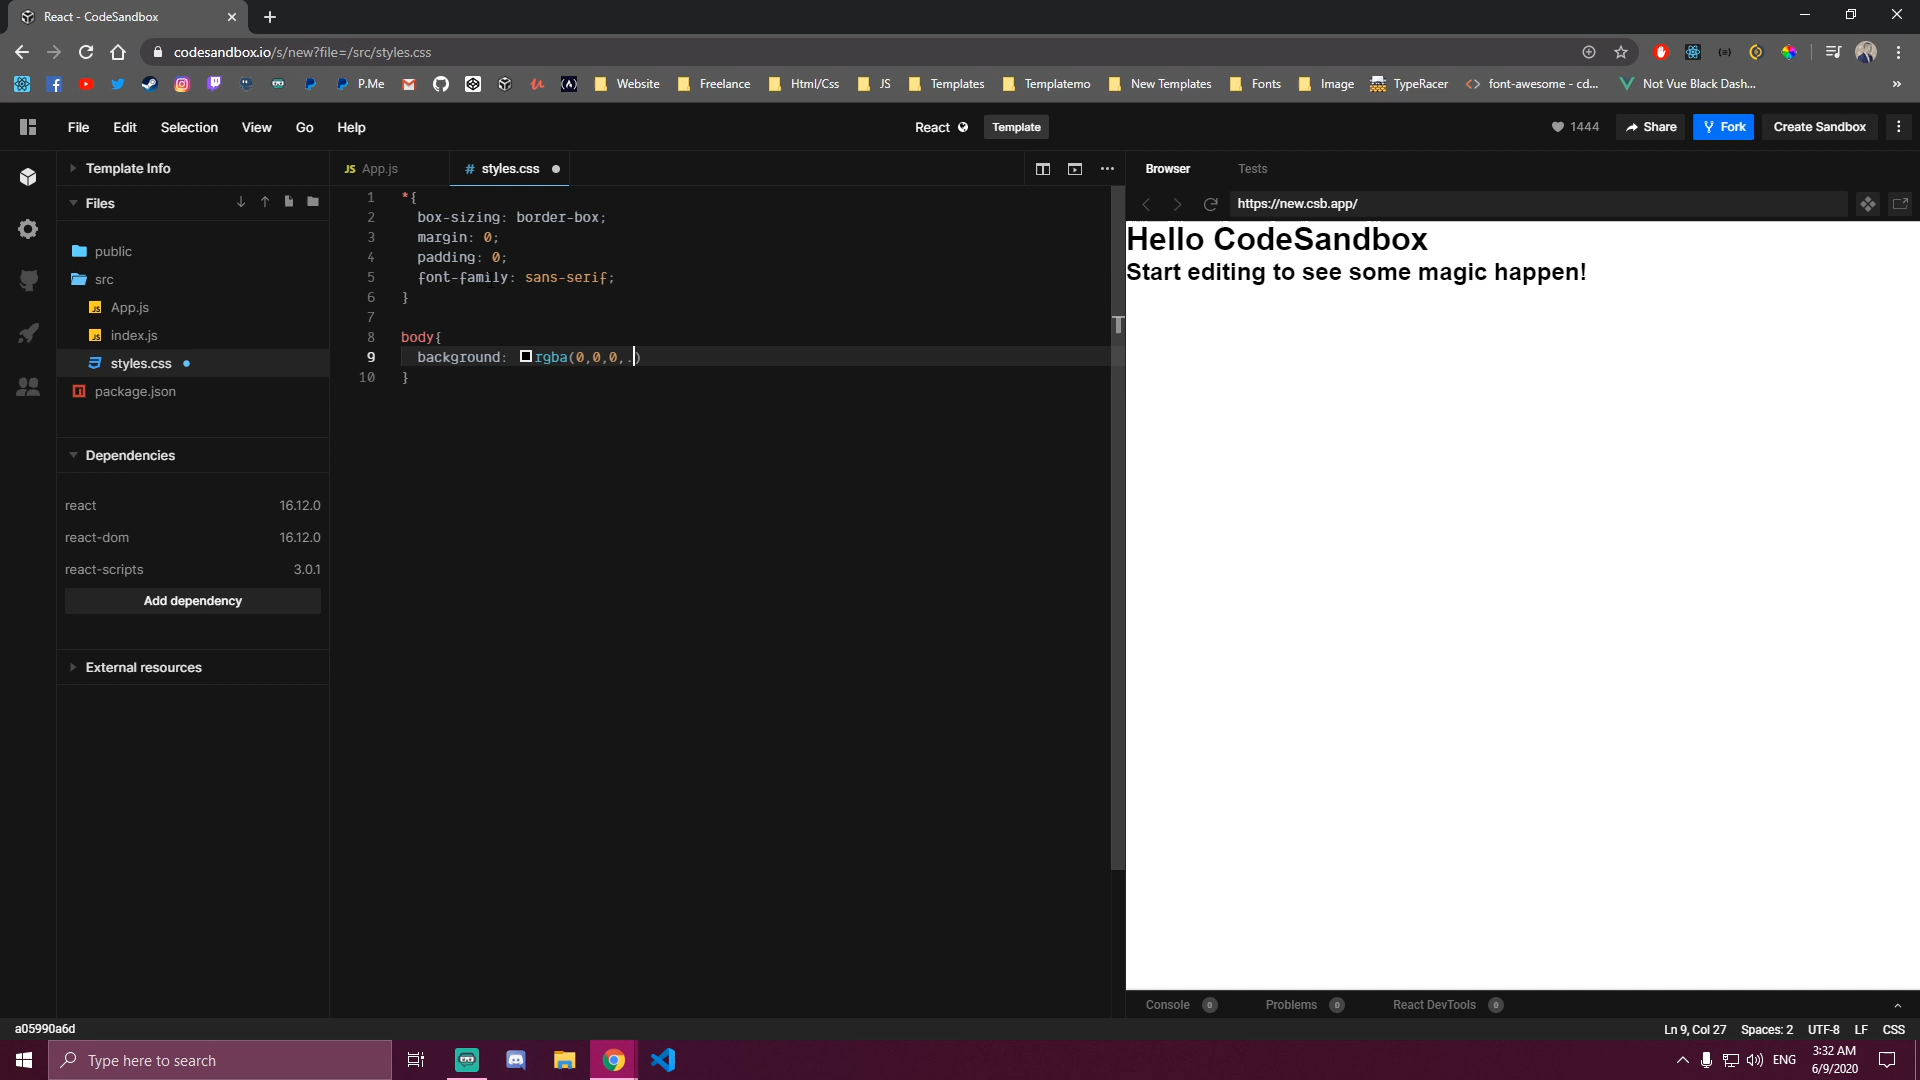 React - CodeSandbox
codesandbox.io/s/new?file=/src/styles.css
P.Me Website Freelance Html/Css JS Templates Templatemo New Templates Fonts Image TypeRacer font-awesome - cd... Not Vue Black Dash... »
File Edit Selection View Go Help React Template 1444 Share Fork Create Sandbox
Template Info
JS App.js # styles.css
Browser Tests
Files
https://new.csb.app/
public
src
App.js
index.js
styles.css
package.json
Dependencies
react 16.12.0
react-dom 16.12.0
react-scripts 3.0.1
Add dependency
External resources
1 *{
2 box-sizing: border-box;
3 margin: 0;
4 padding: 0;
5 font-family: sans-serif;
6 }
7
8 body{
9 background: rgba(0,0,0,.)
10 }
Hello CodeSandbox
Start editing to see some magic happen!
Console 0 Problems 0 React DevTools 0
a05990a6d Ln 9, Col 27 Spaces: 2 UTF-8 LF CSS
Type here to search
ENG 3:32 AM
6/9/2020